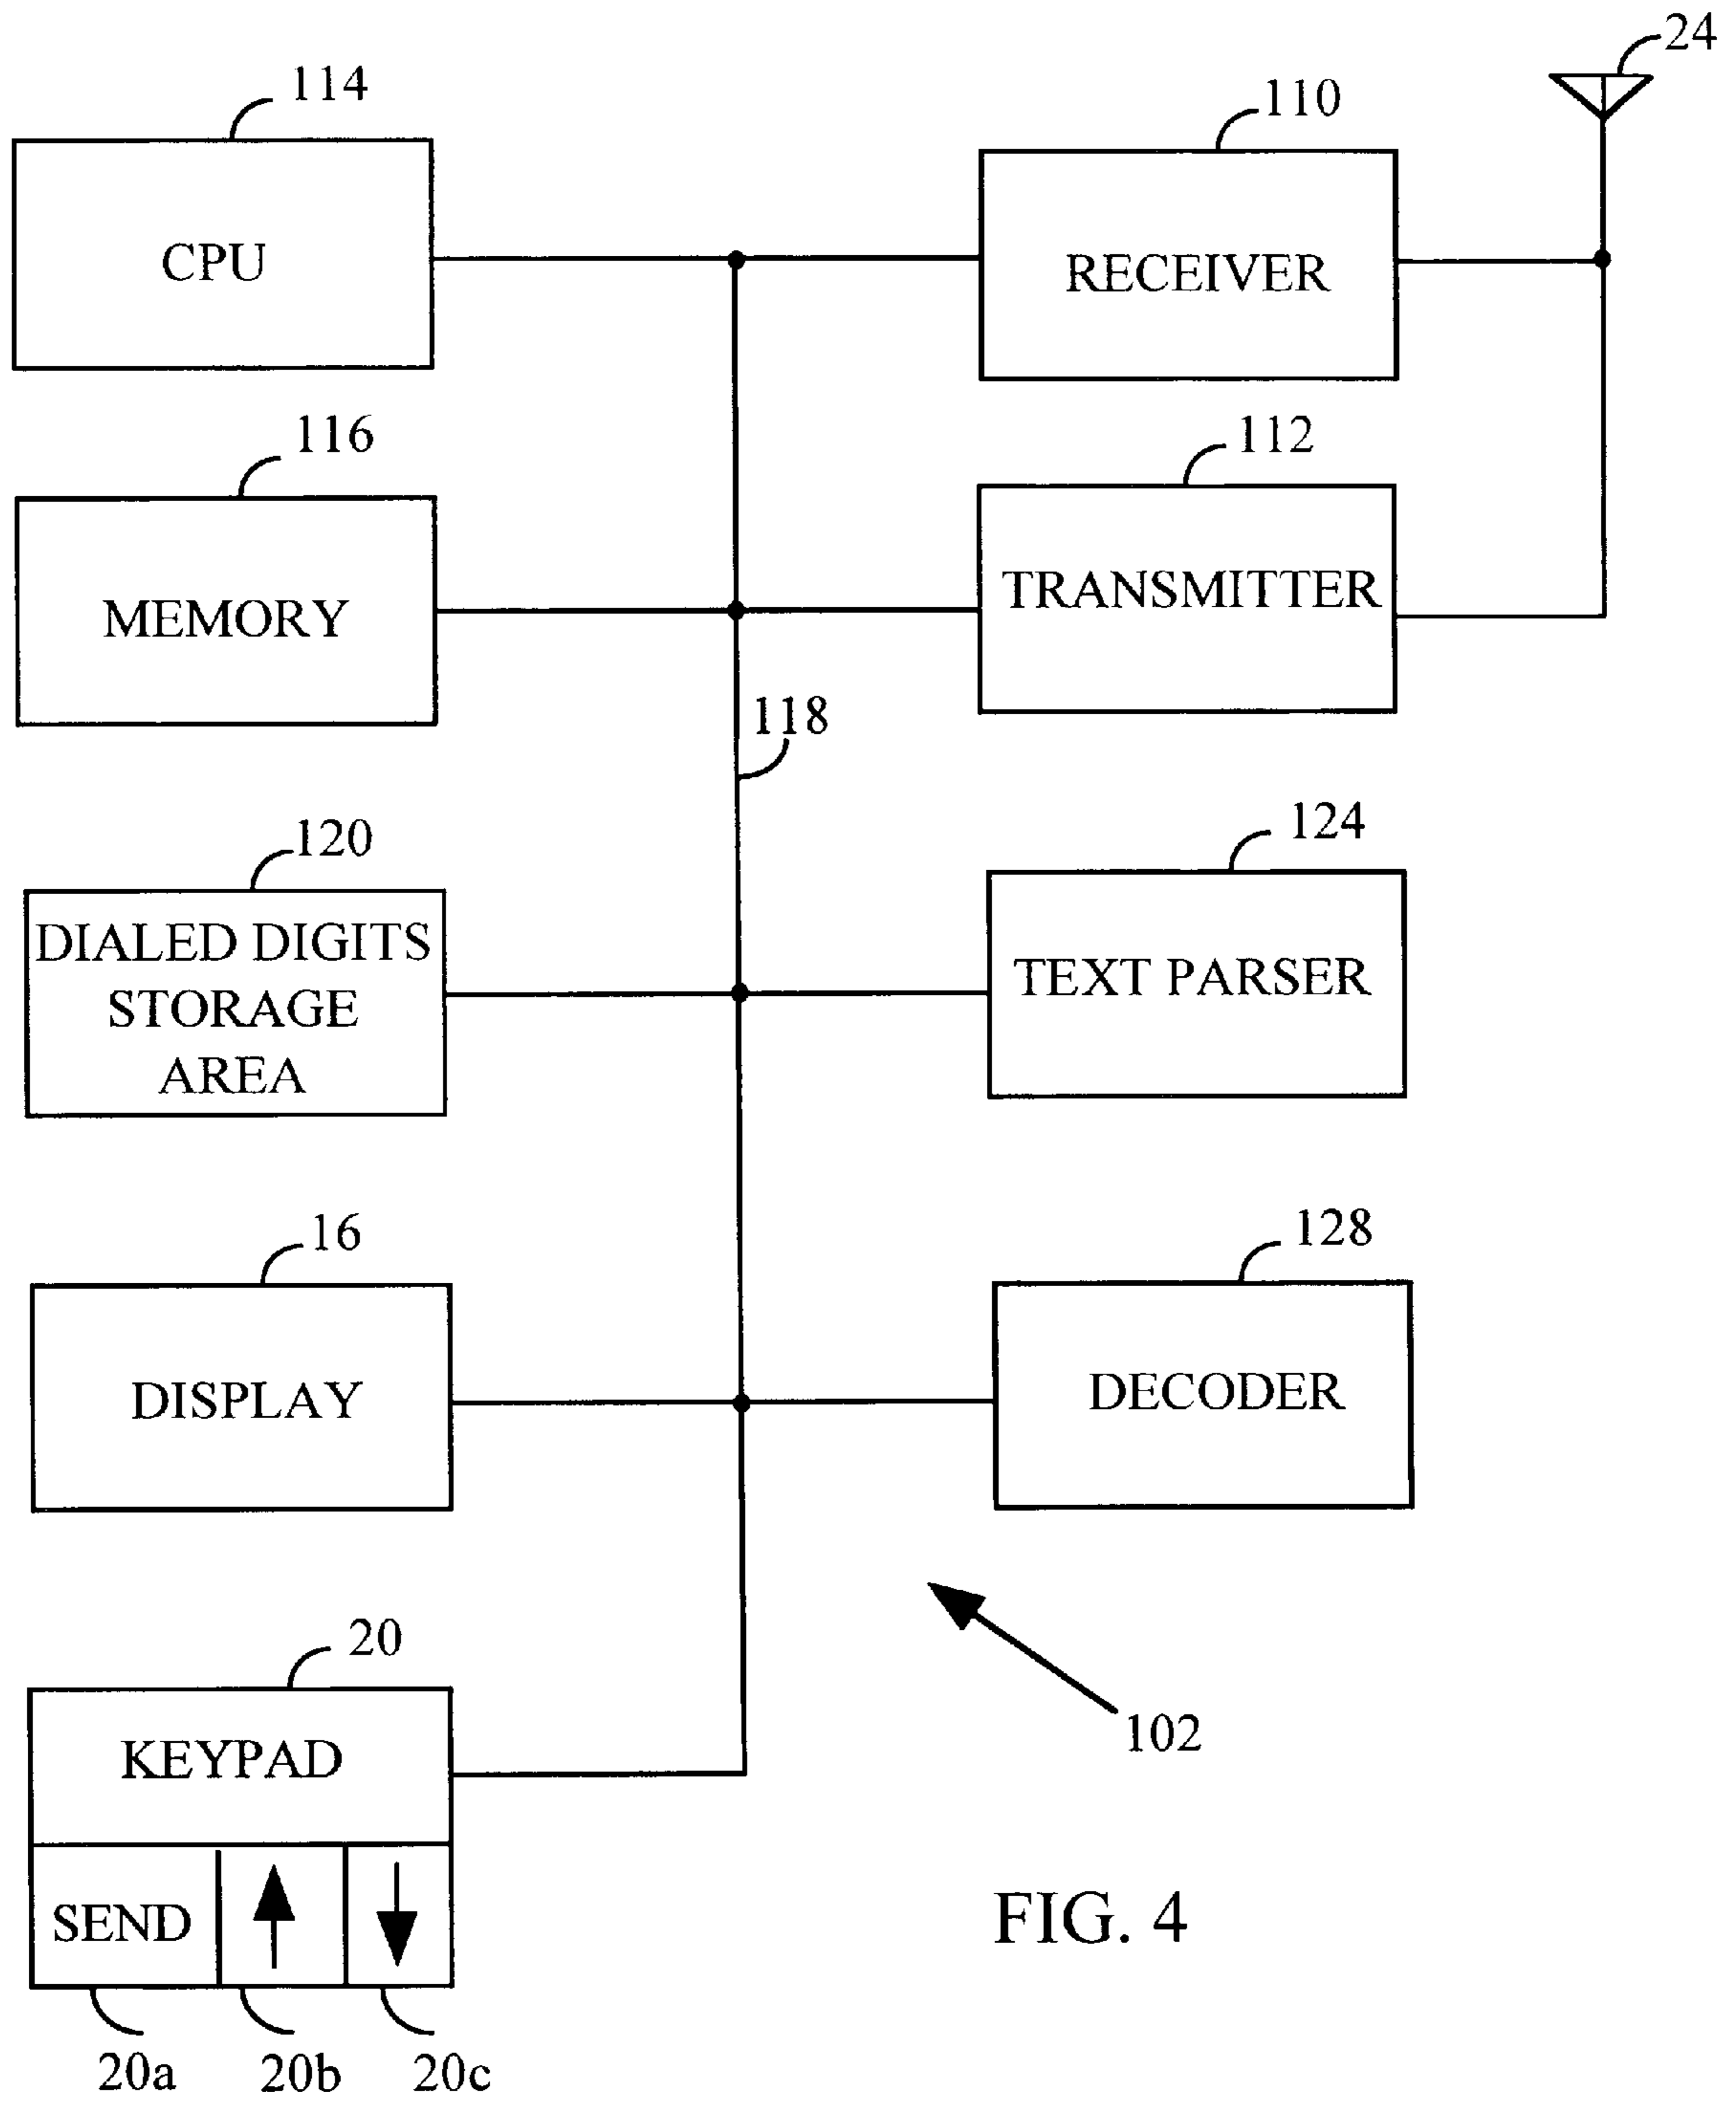 24
114
110
CPU
RECEIVER
116
112
MEMORY
TRANSMITTER
118
120
124
DIALED DIGITS
STORAGE
AREA
TEXT PARSER
16
128
DISPLAY
DECODER
20
KEYPAD
102
SEND
FIG. 4
20a
20b
20c